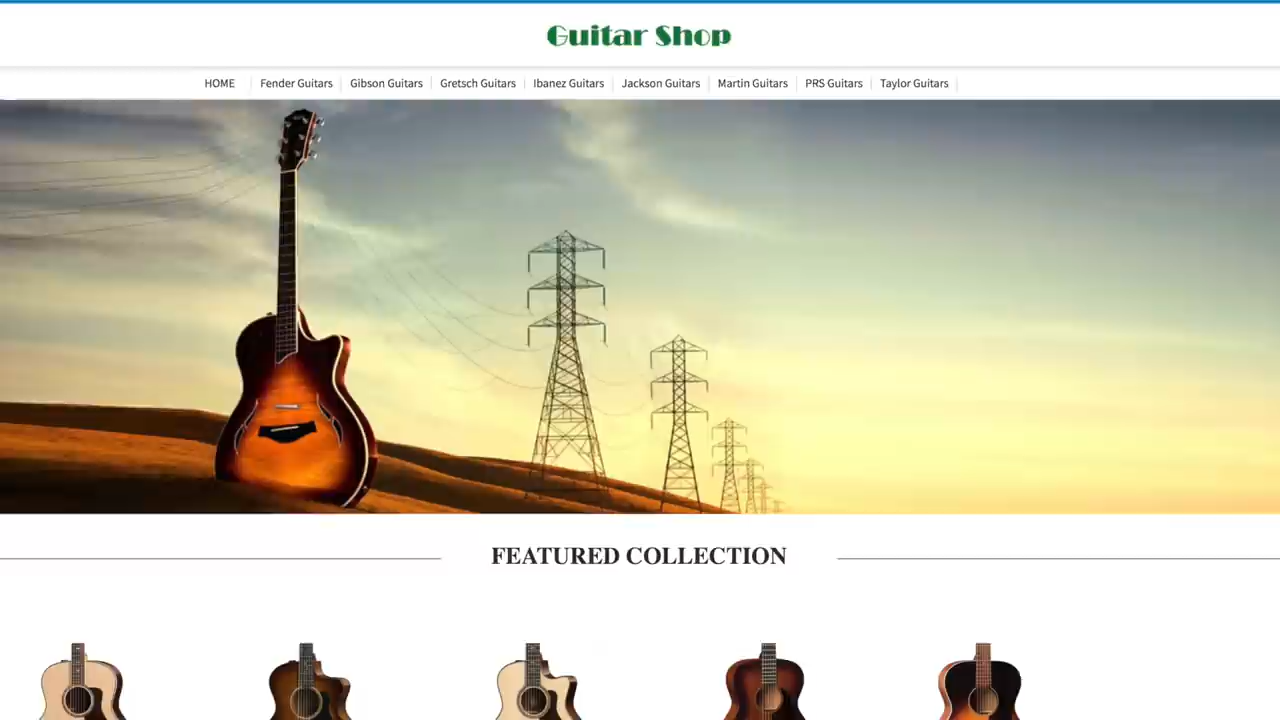 Guitar Shop
HOME Fender Guitars Gibson Guitars Gretsch Guitars Ibanez Guitars Jackson Guitars Martin Guitars PRS Guitars Taylor Guitars
FEATURED COLLECTION